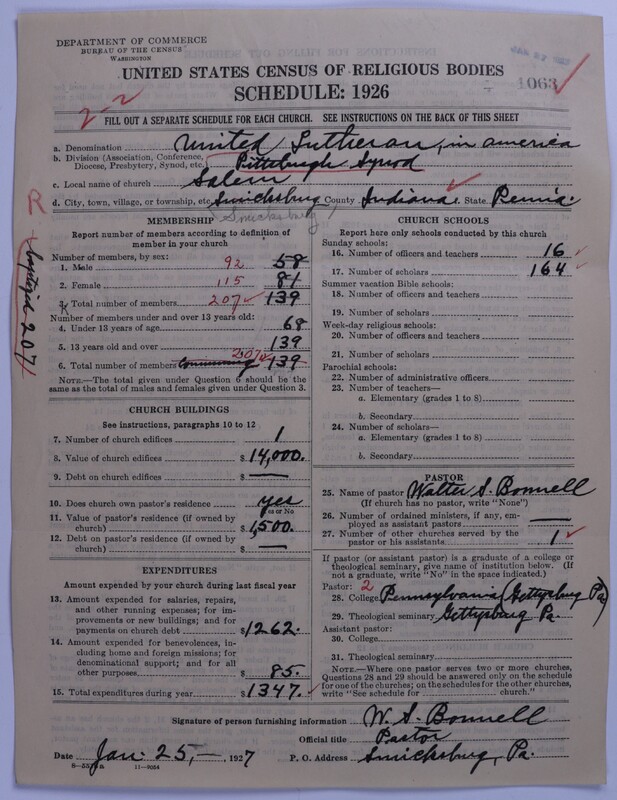 DEPARTMENT OF COMMERCE
BUREAU OF THE CENSUS
WASHINGTON
UNITED STATES CENSUS OF RELIGIOUS BODIES
1063
SCHEDULE: 1926
2-2
FILL OUT A SEPARATE SCHEDULE FOR EACH CHURCH. SEE INSTRUCTIONS ON THE BACK OF THIS SHEET
a. Denomination United Lutheran, in america
b. Division (Association, Conference, Diocese, Presbytery, Synod, etc.) Pittsburgh Synod
c. Local name of church Salem
d. City, town, village, or township, etc. Smicksburg County Indiana State Penna.
Smicksburg
R
baptized 207
MEMBERSHIP
Report number of members according to definition of
member in your church
Number of members, by sex:
1. Male 92 58
2. Female 115 81
3. Total number of members 207 139
Number of members under and over 13 years old:
4. Under 13 years of age 68
5. 13 years old and over 139
6. Total number of members communing 207 139
NOTE.—The total given under Question 6 should be the
same as the total of males and females given under Question 3.
CHURCH BUILDINGS
See instructions, paragraphs 10 to 12
7. Number of church edifices 1
8. Value of church edifices $ 14,000.
9. Debt on church edifices $ —
10. Does church own pastor's residence yes
Yes or No
11. Value of pastor's residence (if owned by
church) $ 1,500.
12. Debt on pastor's residence (if owned by
church) $ —
EXPENDITURES
Amount expended by your church during last fiscal year
13. Amount expended for salaries, repairs,
and other running expenses; for im-
provements or new buildings; and for
payments on church debt $ 1262.
14. Amount expended for benevolences, in-
cluding home and foreign missions; for
denominational support; and for all
other purposes $ 85.
15. Total expenditures during year $ 1347.
CHURCH SCHOOLS
Report here only schools conducted by this church
Sunday schools:
16. Number of officers and teachers 16
17. Number of scholars 164
Summer vacation Bible schools:
18. Number of officers and teachers
19. Number of scholars
Week-day religious schools:
20. Number of officers and teachers
21. Number of scholars
Parochial schools:
22. Number of administrative officers
23. Number of teachers—
a. Elementary (grades 1 to 8)
b. Secondary
24. Number of scholars—
a. Elementary (grades 1 to 8)
b. Secondary
PASTOR
25. Name of pastor Walter S. Bonnell
(If church has no pastor, write "None")
26. Number of ordained ministers, if any, em-
ployed as assistant pastors —
27. Number of other churches served by the
pastor or his assistants 1
If pastor (or assistant pastor) is a graduate of a college or
theological seminary, give name of institution below. (If
not a graduate, write "No" in the space indicated.)
Pastor: 2
28. College Pennsylvania (Gettysburg Pa)
29. Theological seminary Gettysburg Pa.
Assistant pastor:
30. College
31. Theological seminary
NOTE.—Where one pastor serves two or more churches,
Questions 28 and 29 should be answered only on the schedule
for one of the churches; on the schedules for the other churches,
write "See schedule for church."
Signature of person furnishing information W. S. Bonnell
Official title Pastor
Date Jan. 25, 1927 P. O. Address Smicksburg, Pa.
11—9034